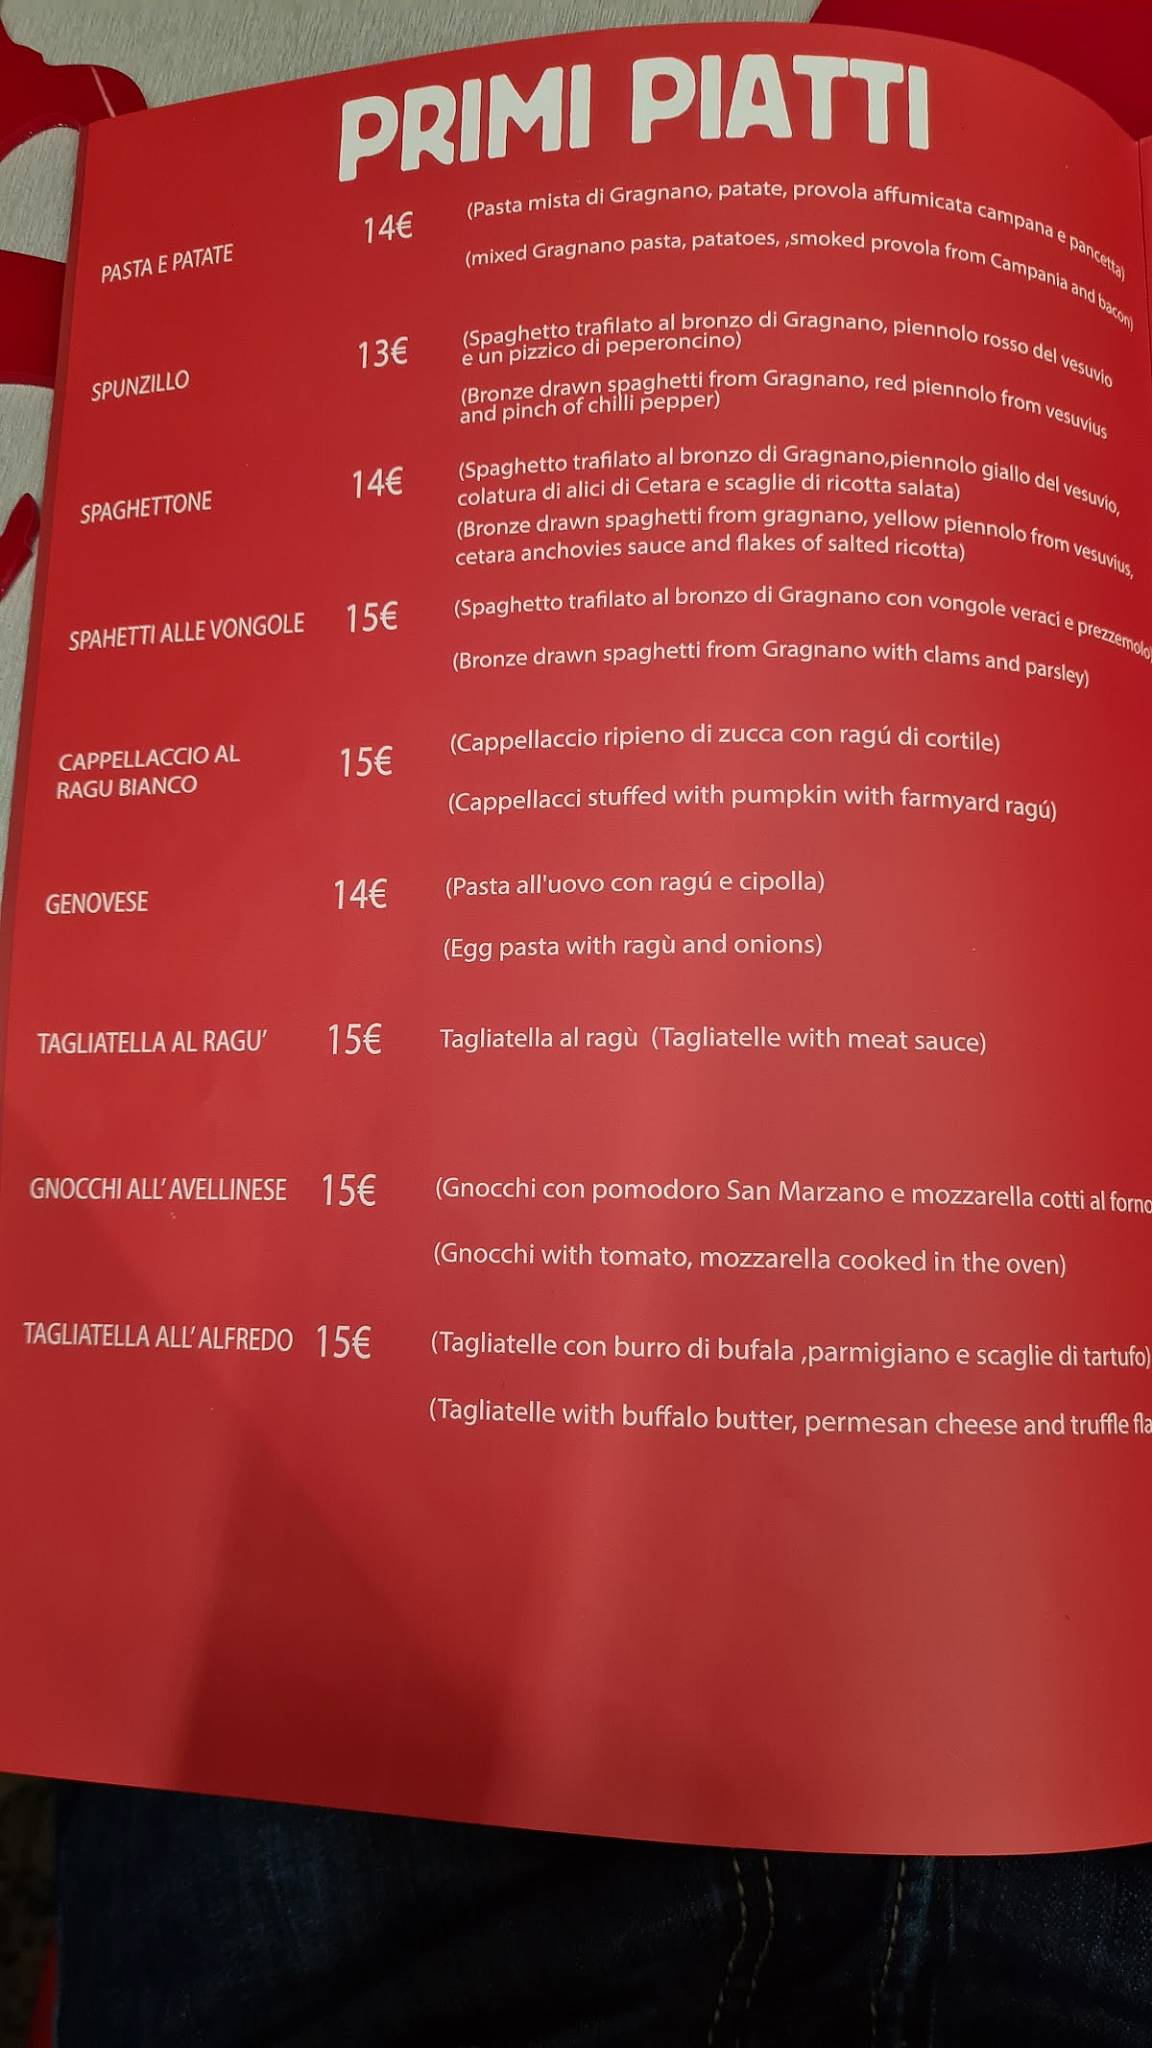 PRIMI PIATTI
PASTA E PATATE 14€ (Pasta mista di Gragnano, patate, provola affumicata campana e pancetta)
(mixed Gragnano pasta, patatoes, ,smoked provola from Campania and bacon)
SPUNZILLO 13€ (Spaghetto trafilato al bronzo di Gragnano, piennolo rosso del vesuvio
e un pizzico di peperoncino)
(Bronze drawn spaghetti from Gragnano, red piennolo from vesuvius
and pinch of chilli pepper)
SPAGHETTONE 14€ (Spaghetto trafilato al bronzo di Gragnano,piennolo giallo del vesuvio,
colatura di alici di Cetara e scaglie di ricotta salata)
(Bronze drawn spaghetti from gragnano, yellow piennolo from vesuvius,
cetara anchovies sauce and flakes of salted ricotta)
SPAHETTI ALLE VONGOLE 15€ (Spaghetto trafilato al bronzo di Gragnano con vongole veraci e prezzemolo)
(Bronze drawn spaghetti from Gragnano with clams and parsley)
CAPPELLACCIO AL
RAGU BIANCO 15€ (Cappellaccio ripieno di zucca con ragú di cortile)
(Cappellacci stuffed with pumpkin with farmyard ragú)
GENOVESE 14€ (Pasta all'uovo con ragú e cipolla)
(Egg pasta with ragù and onions)
TAGLIATELLA AL RAGU' 15€ Tagliatella al ragù (Tagliatelle with meat sauce)
GNOCCHI ALL' AVELLINESE 15€ (Gnocchi con pomodoro San Marzano e mozzarella cotti al forno
(Gnocchi with tomato, mozzarella cooked in the oven)
TAGLIATELLA ALL' ALFREDO 15€ (Tagliatelle con burro di bufala ,parmigiano e scaglie di tartufo)
(Tagliatelle with buffalo butter, permesan cheese and truffle